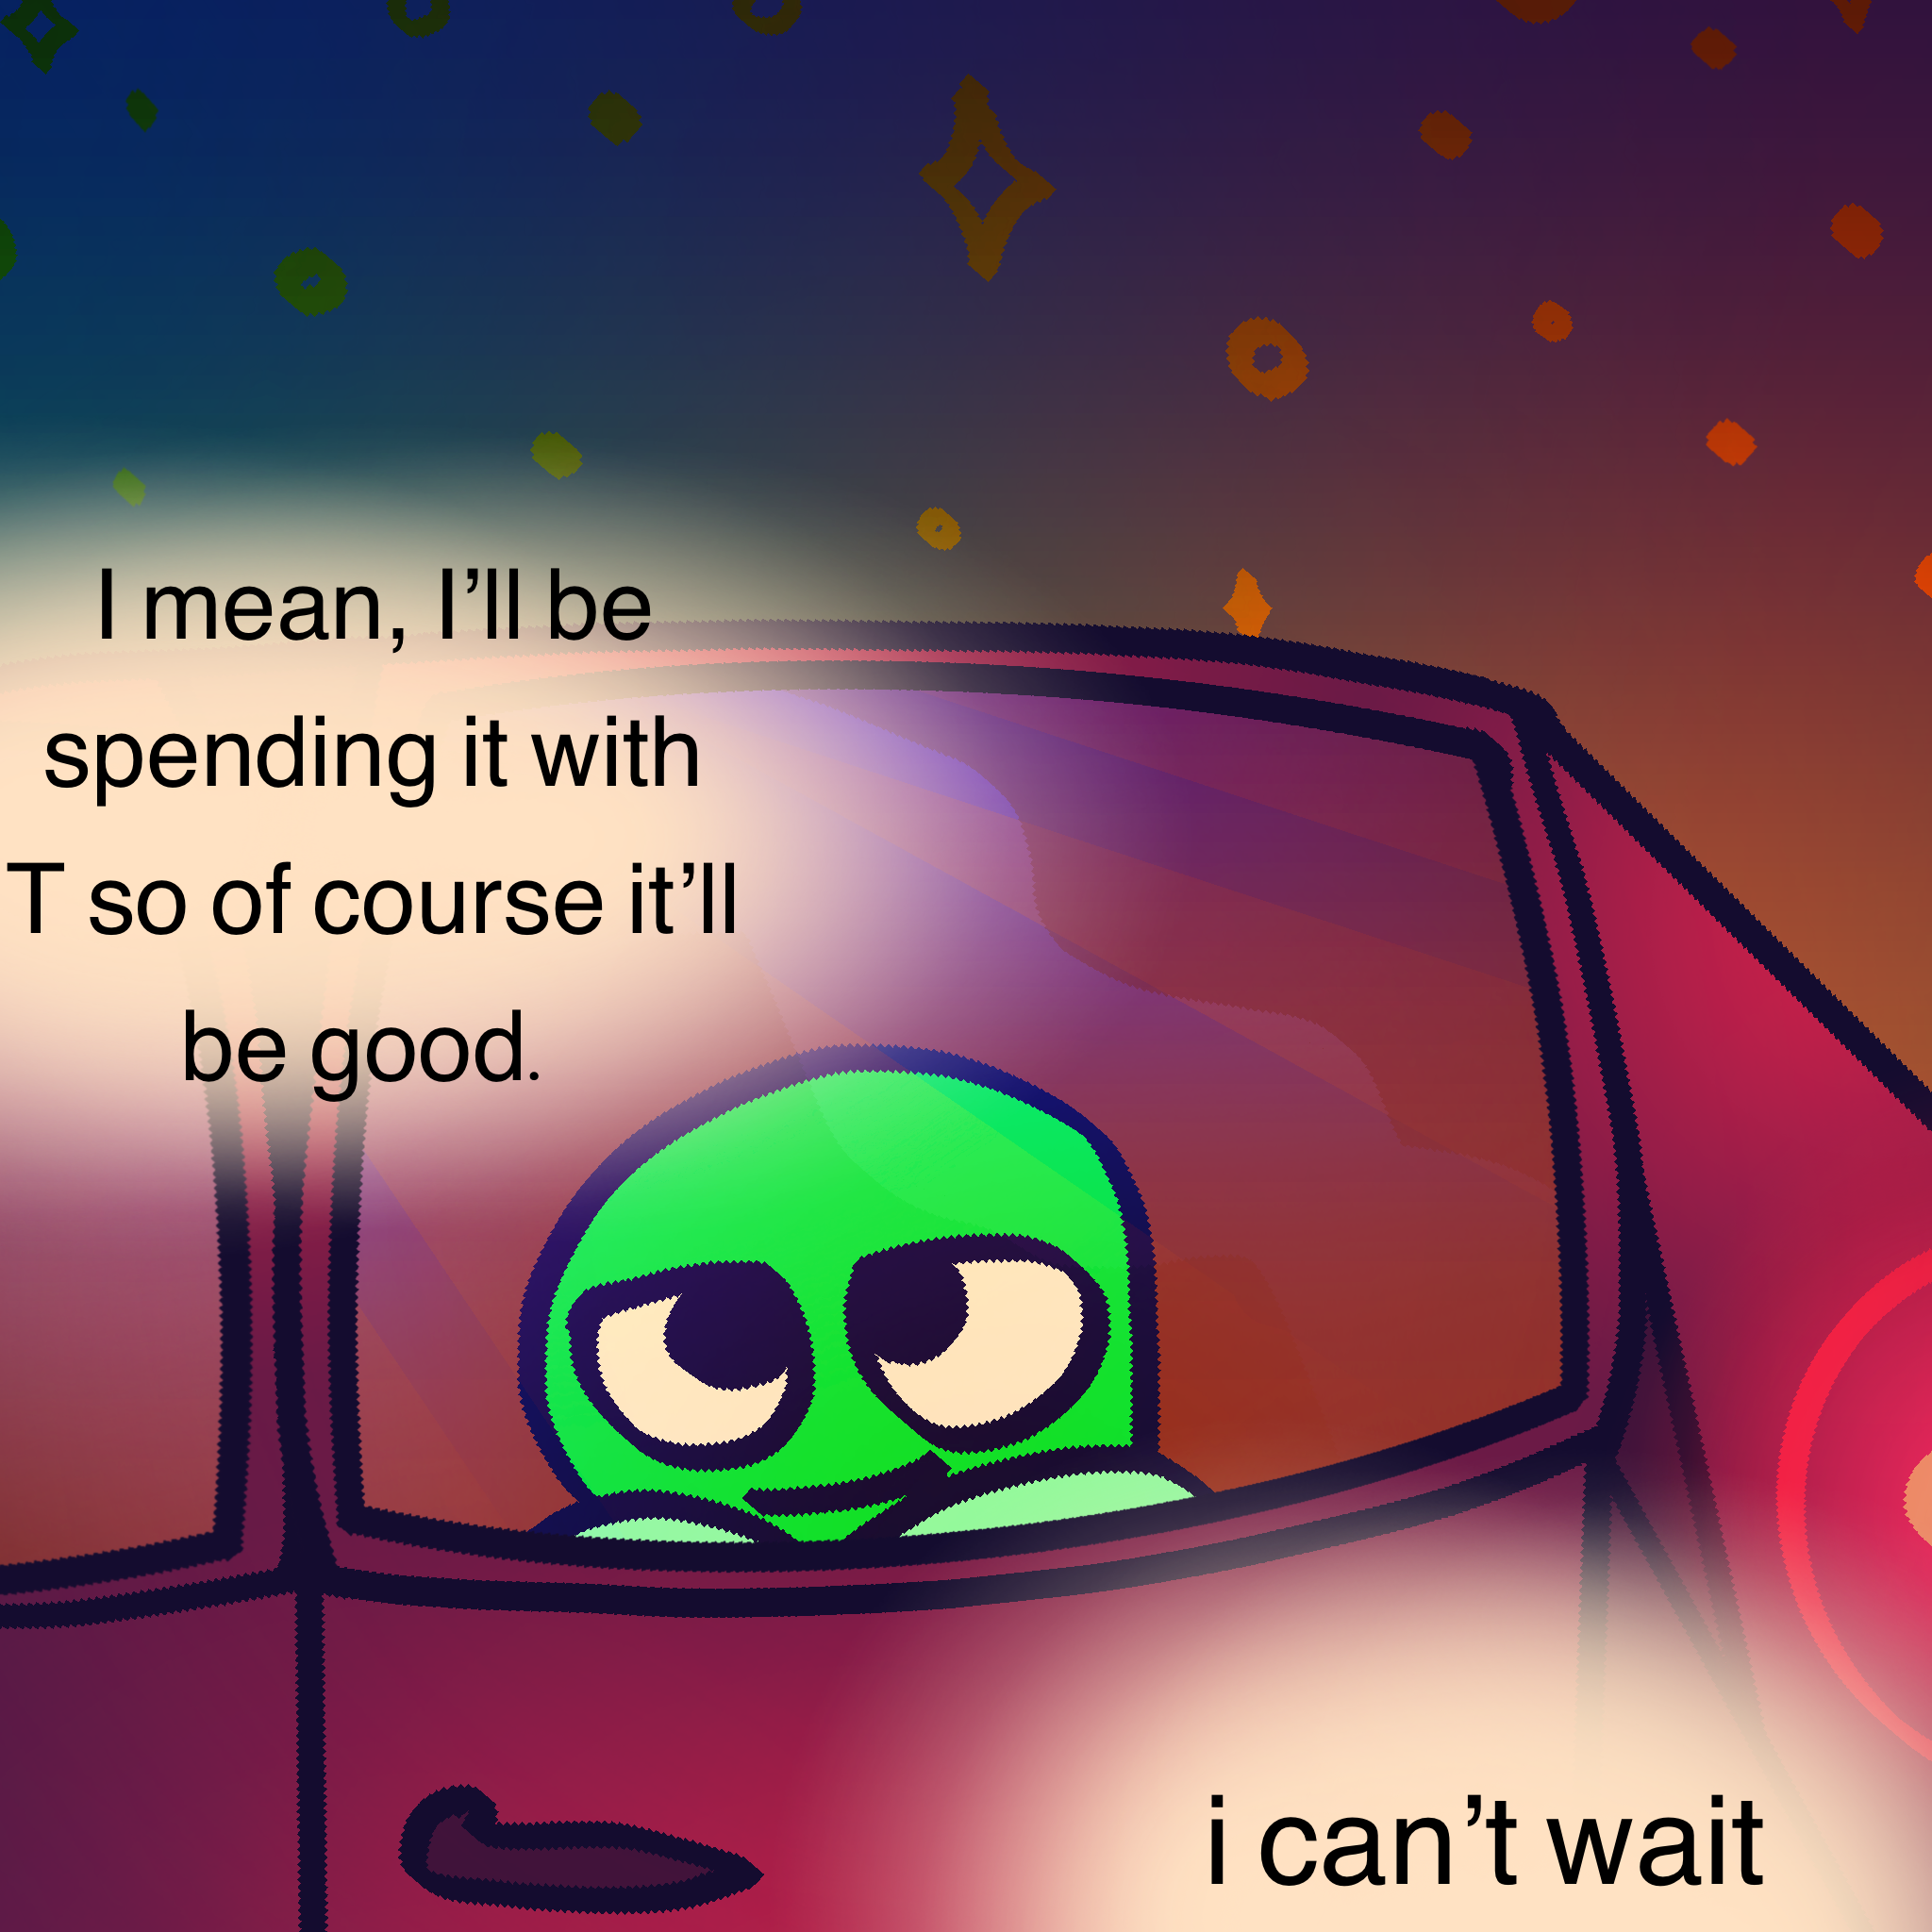 I mean, I’ll be
spending it with
T so of course it’ll
be good.
i can’t wait